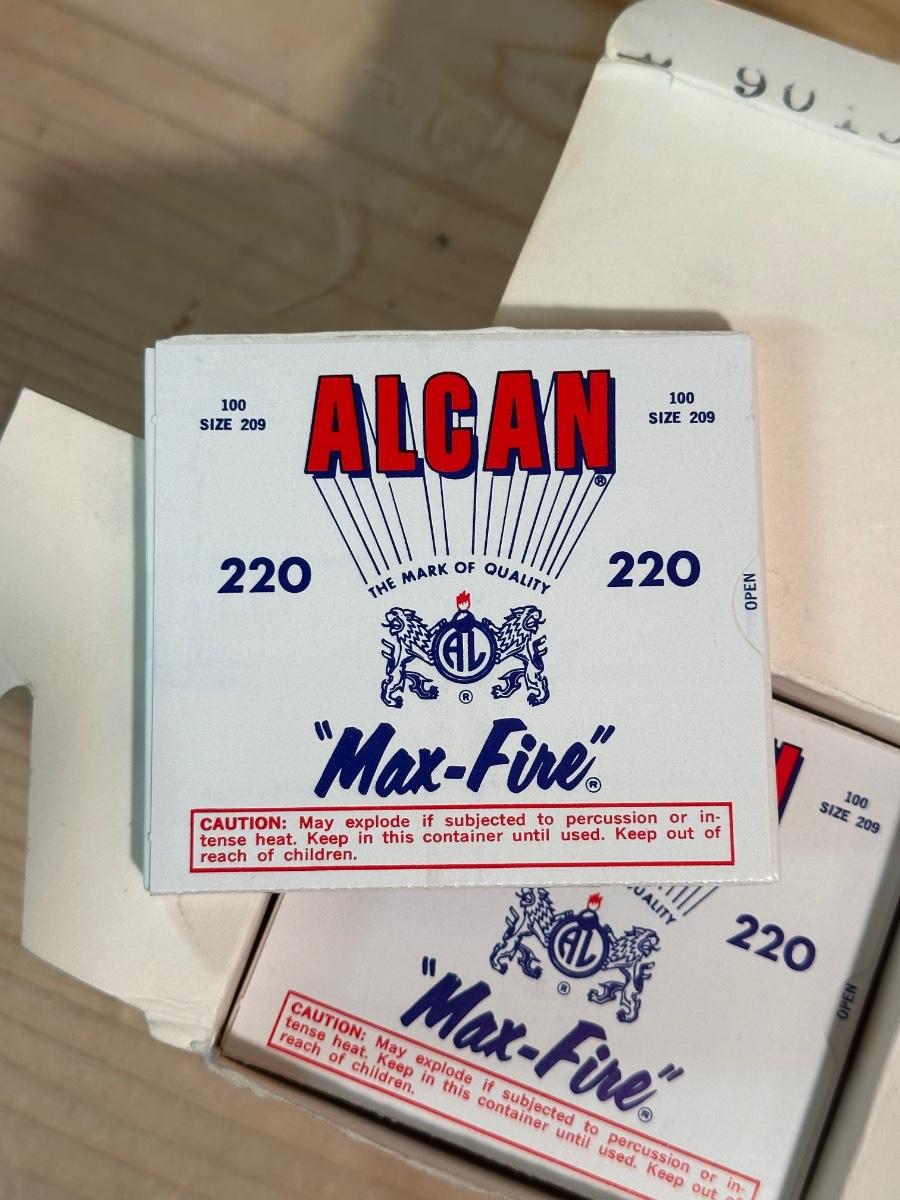 9013
100
SIZE 209
ALCAN®
100
SIZE 209
220
220
THE MARK OF QUALITY
OPEN
AL
®
"Max-Fire"®
CAUTION: May explode if subjected to percussion or in-
tense heat. Keep in this container until used. Keep out of
reach of children.
N
100
SIZE 209
QUALITY
220
AL
®
OPEN
"Max-Fire"®
CAUTION: May explode if subjected to percussion or in-
tense heat. Keep in this container until used. Keep out of
reach of children.